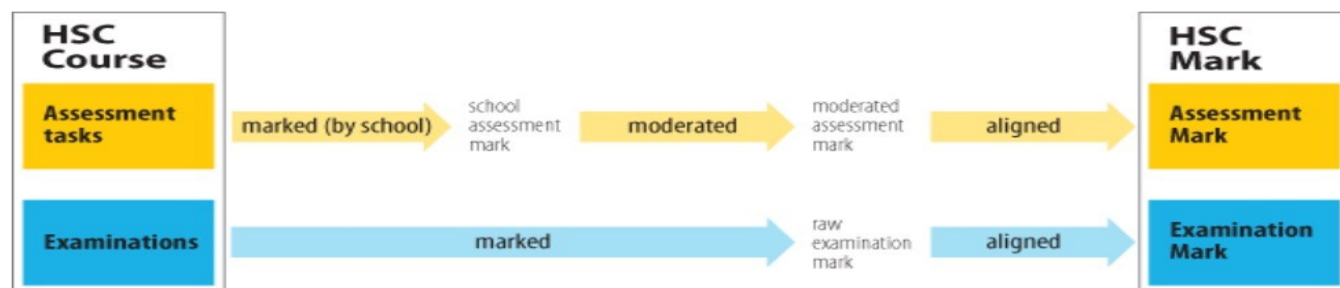 HSC
Course
HSC
Mark
Assessment
tasks
marked (by school)
school
assessment
mark
moderated
moderated
assessment
mark
aligned
Assessment
Mark
Examinations
marked
raw
examination
mark
aligned
Examination
Mark